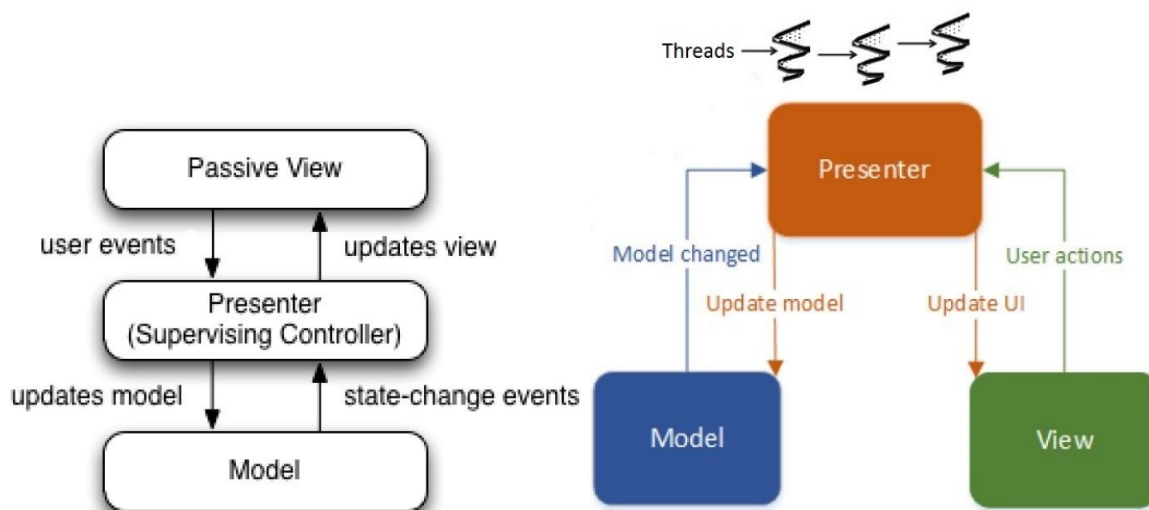 Passive View
user events
updates view
Presenter
(Supervising Controller)
updates model
state-change events
Model
Threads
Presenter
Model changed
User actions
Update model
Update UI
Model
View